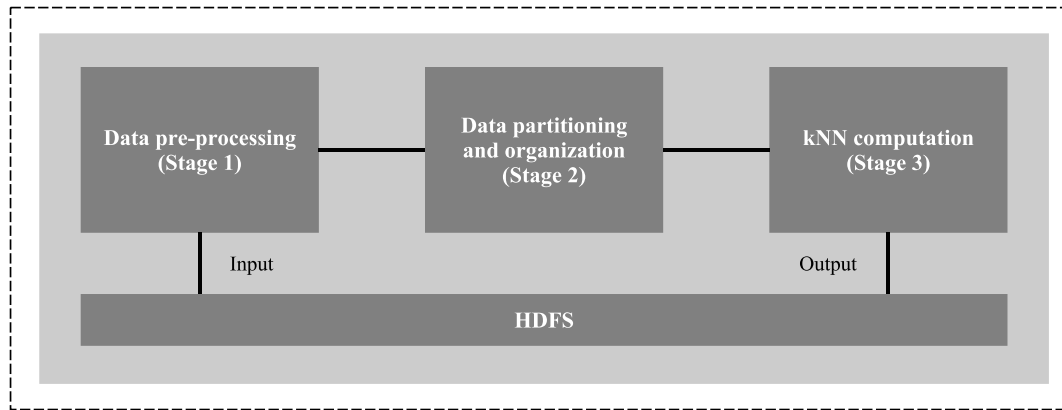 Data pre-processing
(Stage 1)
Data partitioning
and organization
(Stage 2)
kNN computation
(Stage 3)
Input
Output
HDFS